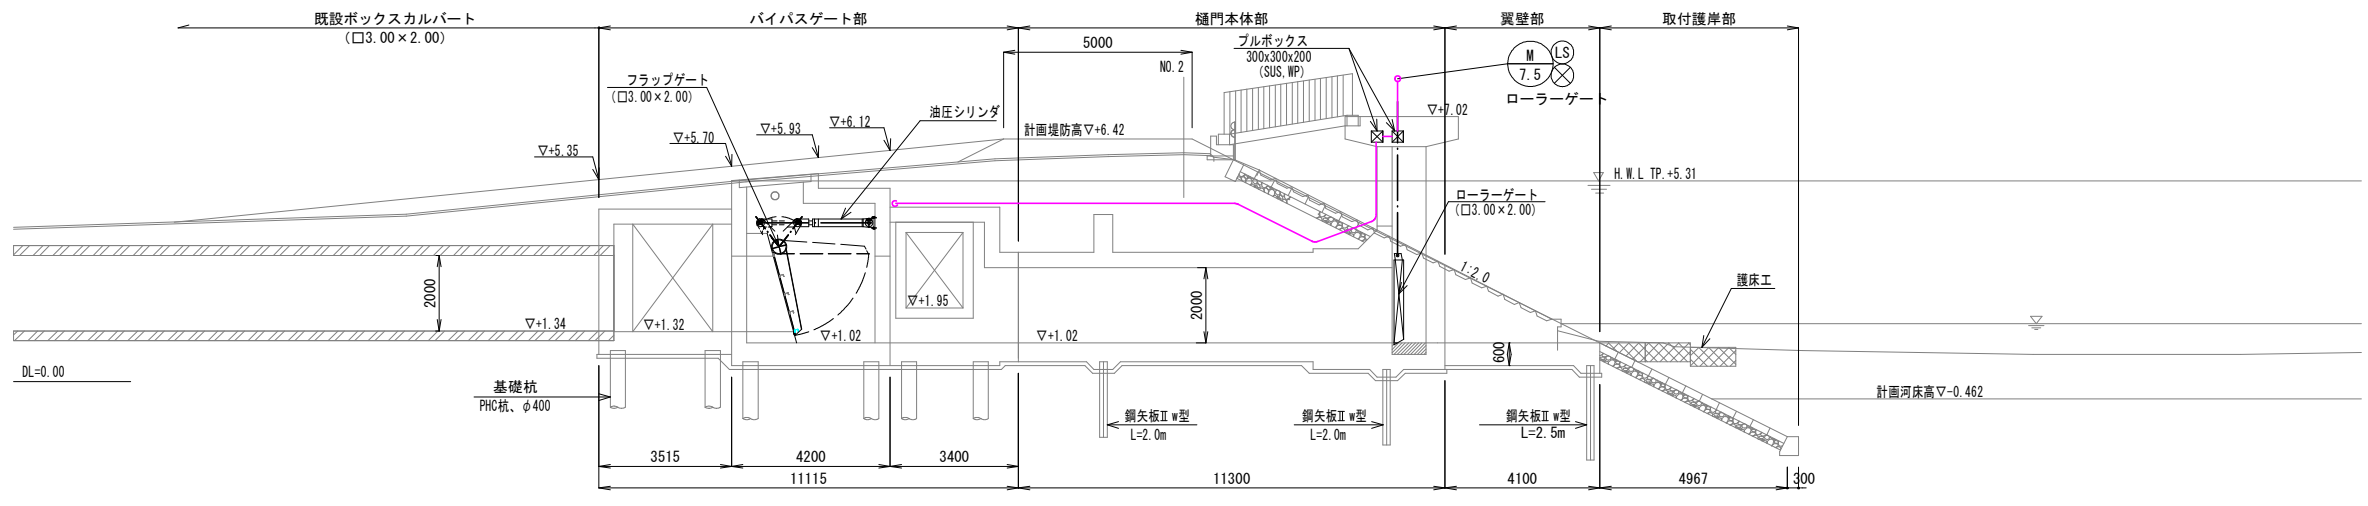 既設ボックスカルバート
(□3.00×2.00)
バイパスゲート部
樋門本体部
翼壁部
取付護岸部
5000
プルボックス
300x300x200
(SUS,WP)
NO.2
M
7.5
LS
ローラーゲート
フラップゲート
(□3.00×2.00)
油圧シリンダ
▽+7.02
▽+6.12
▽+5.93
▽+5.70
▽+5.35
計画堤防高▽+6.42
H.W.L TP.+5.31
ローラーゲート
(□3.00×2.00)
1:2.0
護床工
2000
2000
▽+1.95
▽+1.34
▽+1.32
▽+1.02
▽+1.02
600
DL=0.00
基礎杭
PHC杭、φ400
計画河床高▽-0.462
鋼矢板Ⅱw型
L=2.0m
鋼矢板Ⅱw型
L=2.0m
鋼矢板Ⅱw型
L=2.5m
3515
4200
3400
11115
11300
4100
4967
300